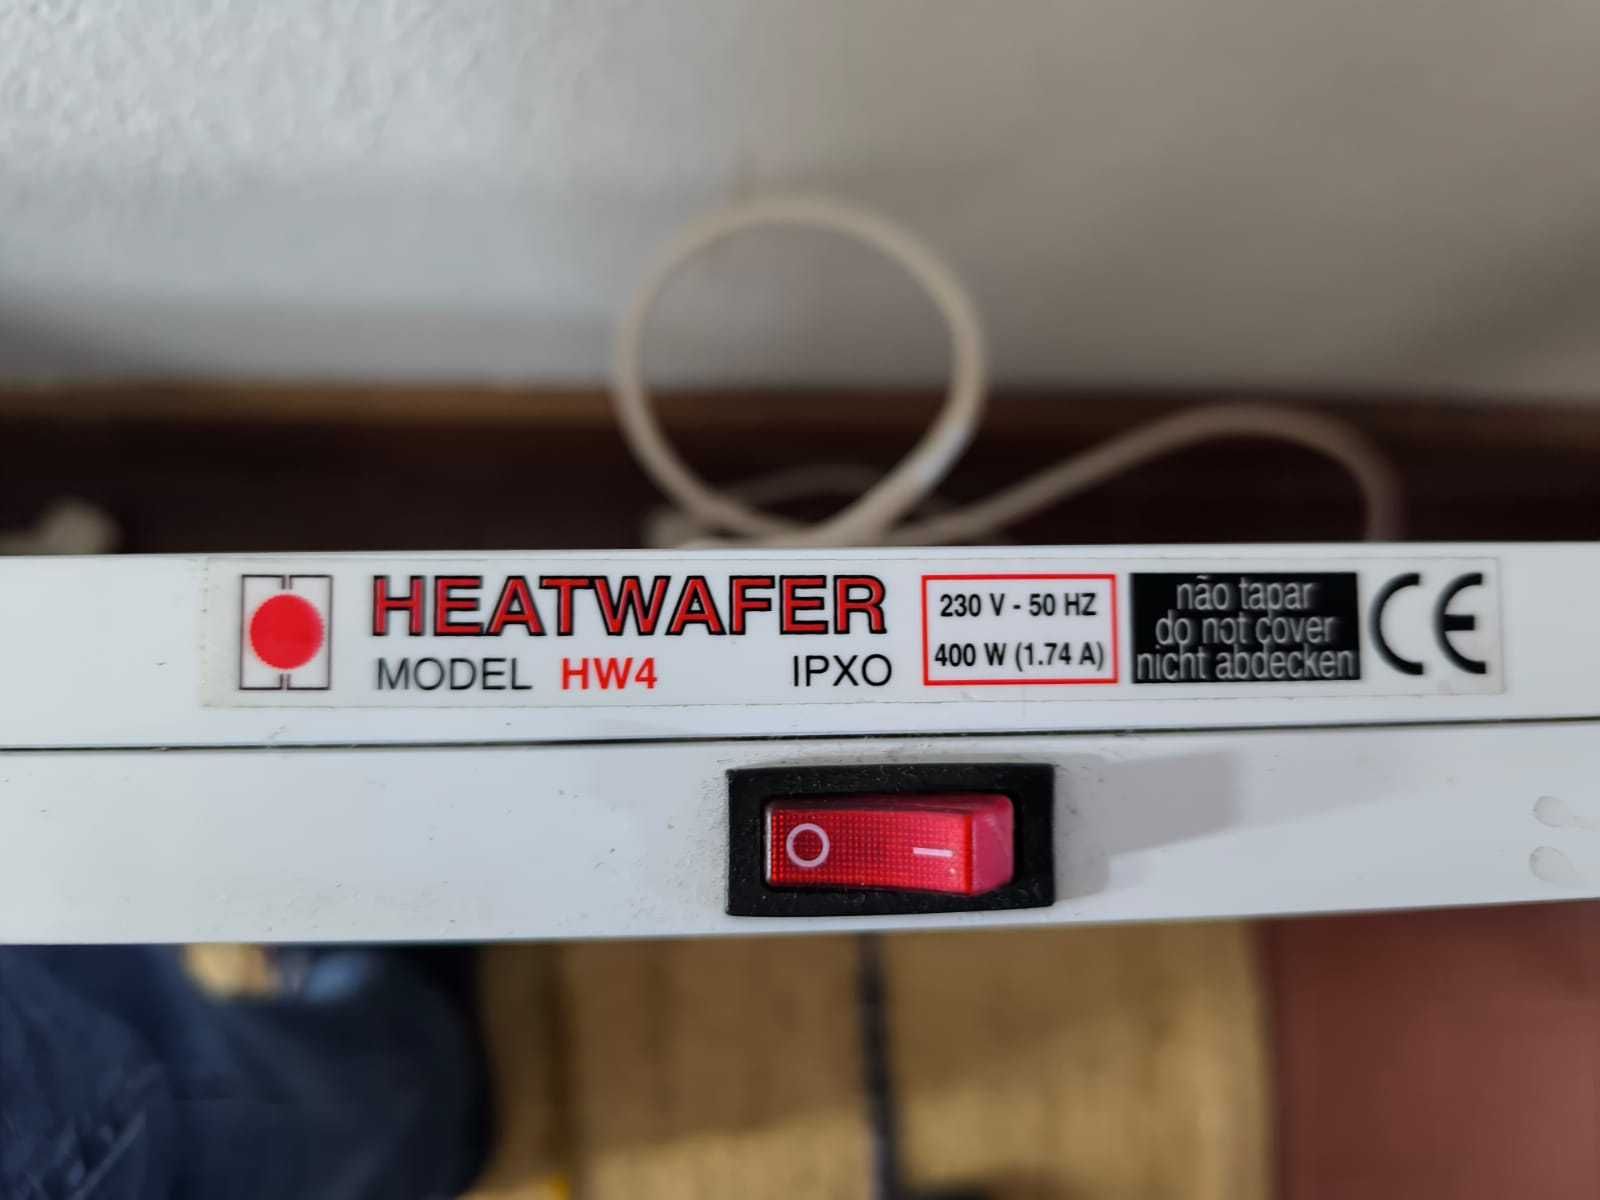 HEATWAFER
MODEL HW4 IPXO
230 V - 50 HZ
400 W (1.74 A)
não tapar
do not cover
nicht abdecken
CE
O I